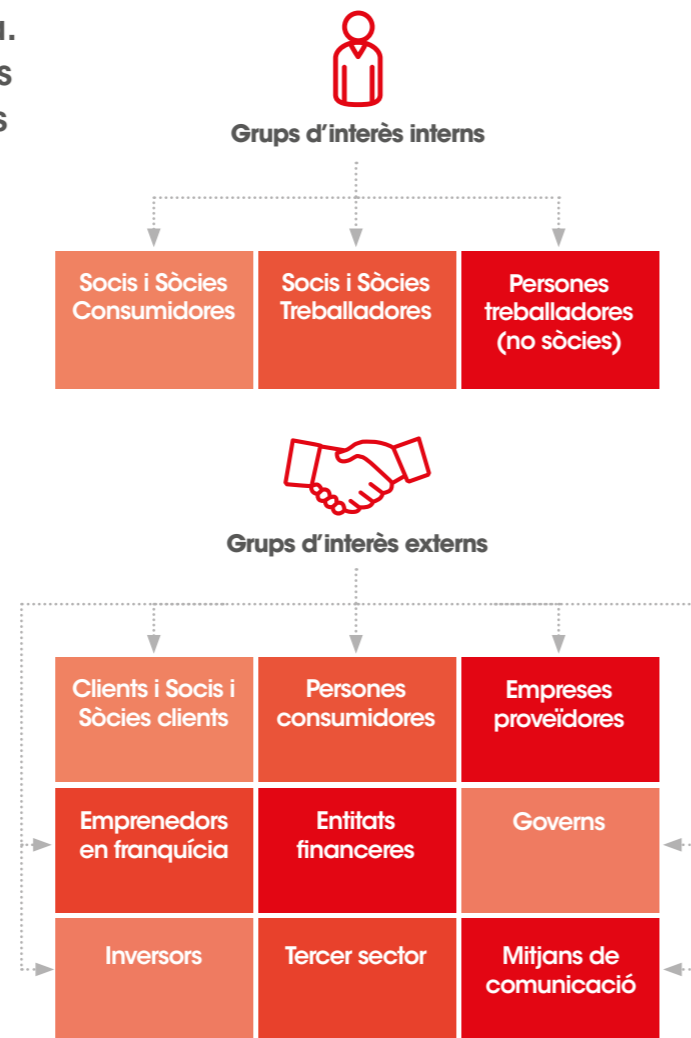 Grups d’interès interns
Socis i Sòcies
Consumidores
Socis i Sòcies
Treballadores
Persones
treballadores
(no sòcies)
Grups d’interès externs
Clients i Socis i
Sòcies clients
Persones
consumidores
Empreses
proveïdores
Emprenedors
en franquícia
Entitats
financeres
Governs
Inversors
Tercer sector
Mitjans de
comunicació